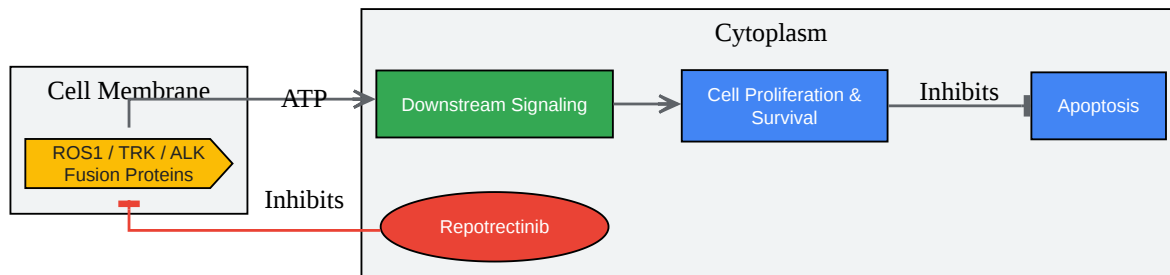 Cytoplasm
Cell Membrane
ATP
Downstream Signaling
Cell Proliferation &
Survival
Inhibits
Apoptosis
ROS1 / TRK / ALK
Fusion Proteins
Inhibits
Repotrectinib